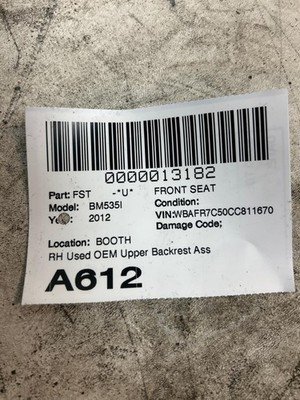 0000013182
Part: FST -*U* FRONT SEAT
Model: BM535I Condition:
2012 VIN:WBAFR7C50CC811670
Damage Code;
Location: BOOTH
RH Used OEM Upper Backrest Ass
A612